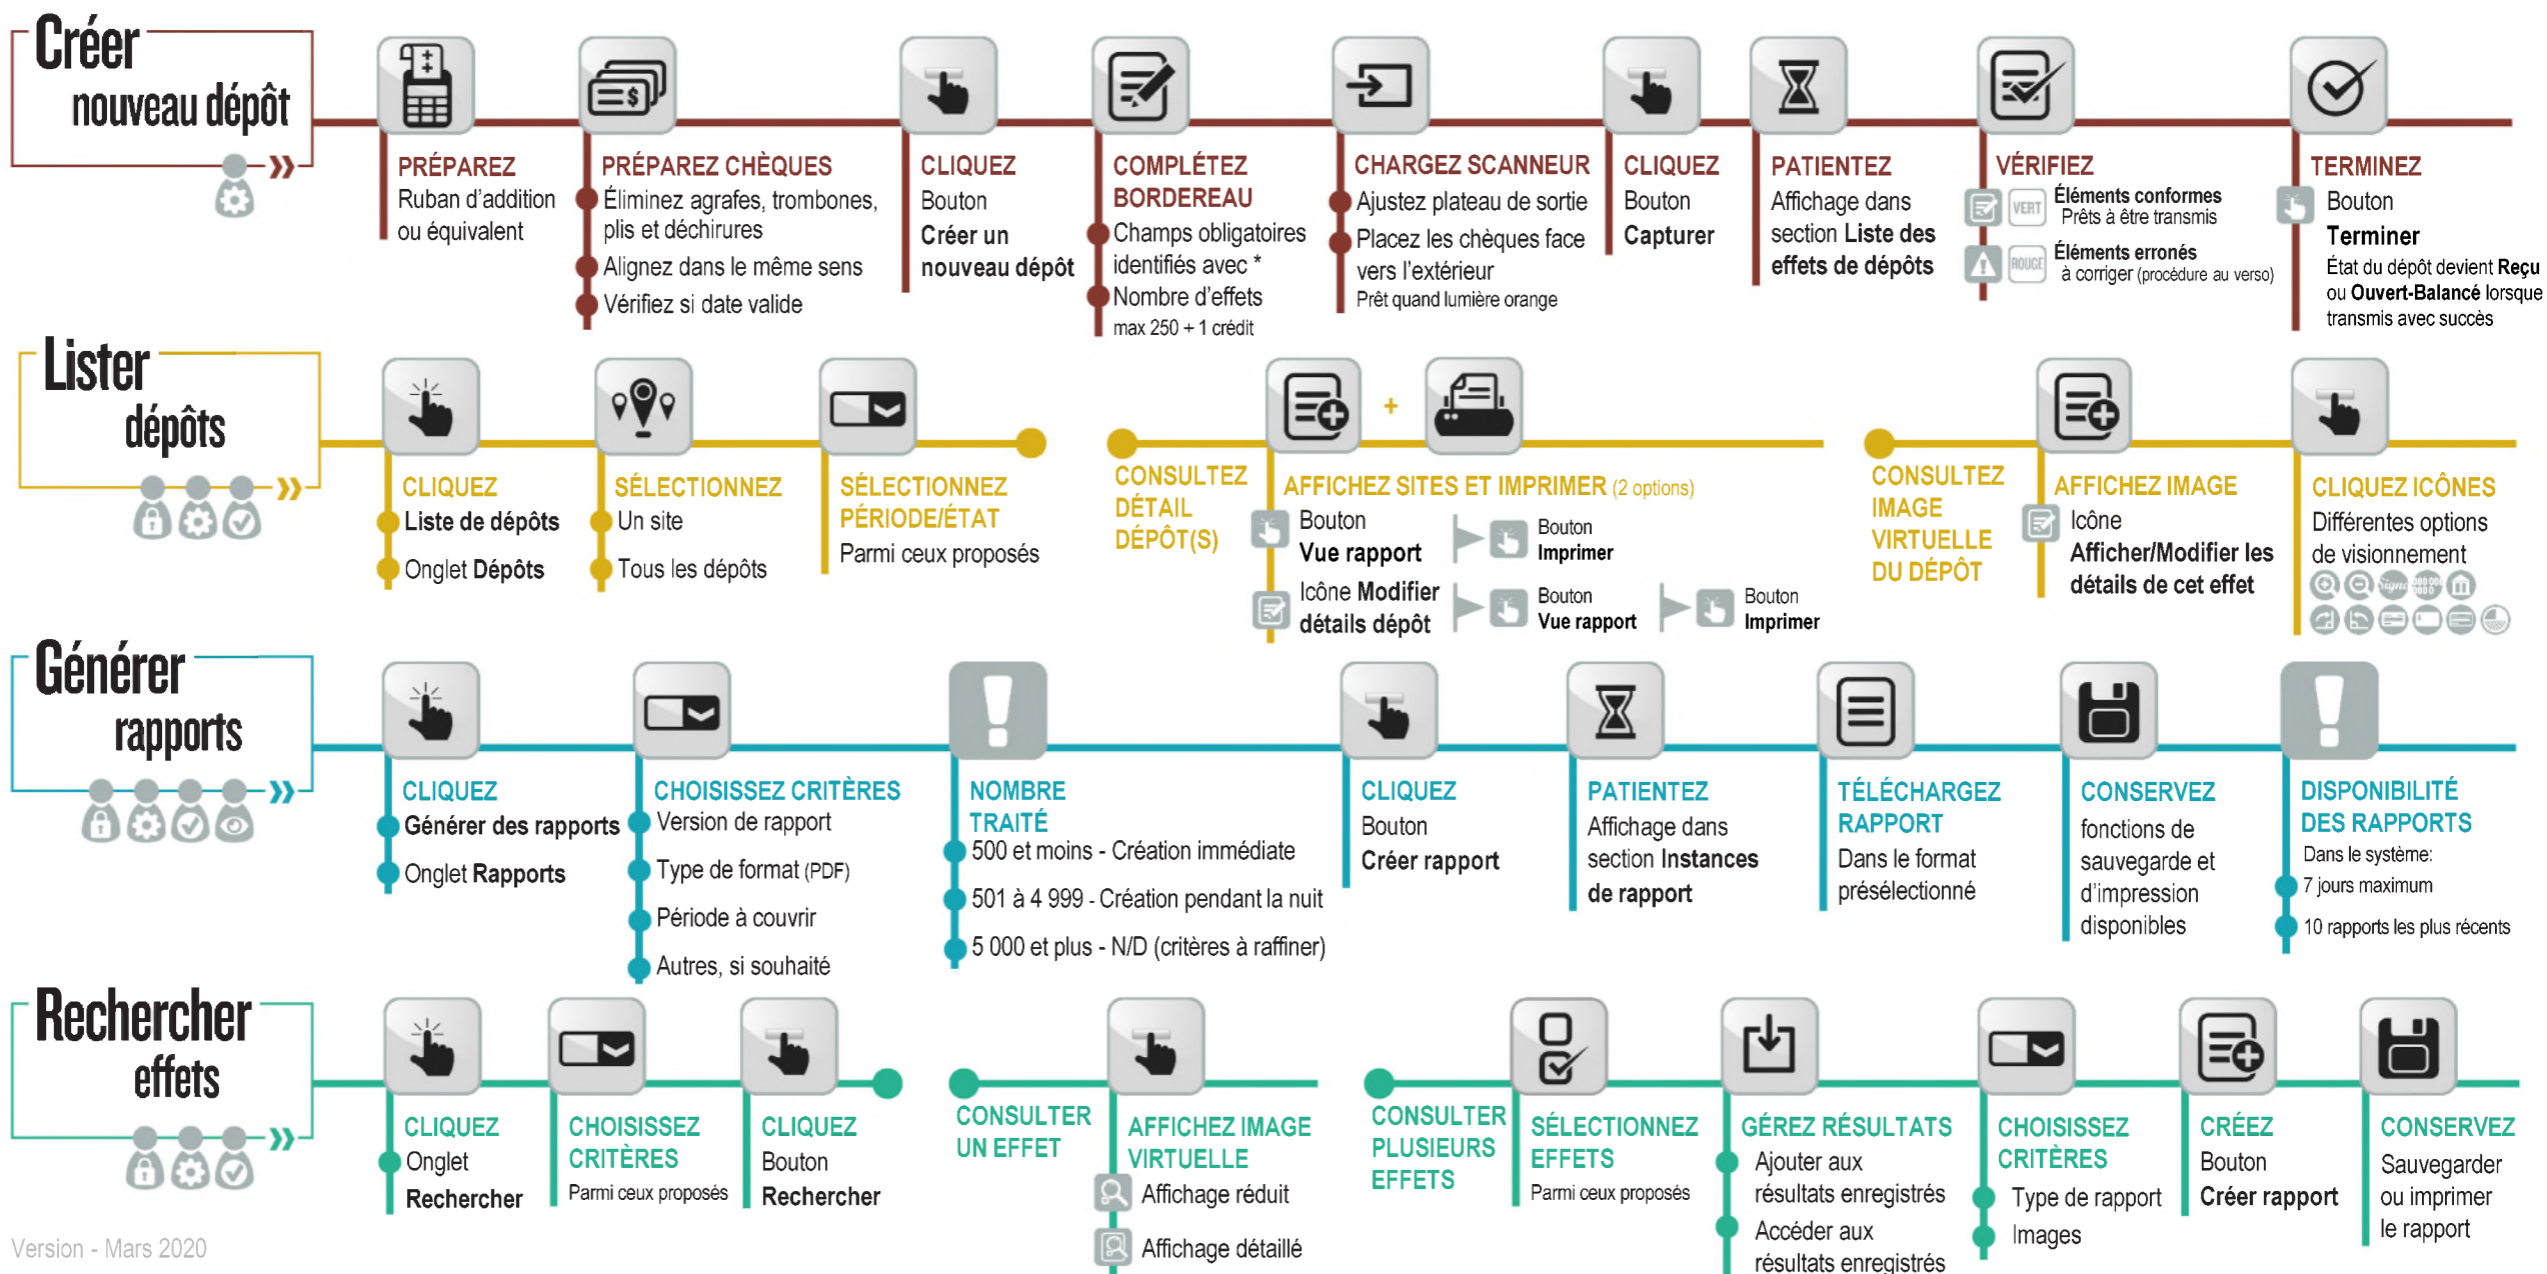 Créer
nouveau dépôt
PRÉPAREZ
Ruban d'addition
ou équivalent
PRÉPAREZ CHÈQUES
Éliminez agrafes, trombones,
plis et déchirures
Alignez dans le même sens
Vérifiez si date valide
CLIQUEZ
Bouton
Créer un
nouveau dépôt
COMPLÉTEZ
BORDEREAU
Champs obligatoires
identifiés avec *
Nombre d'effets
max 250 + 1 crédit
CHARGEZ SCANNEUR
Ajustez plateau de sortie
Placez les chèques face
vers l'extérieur
Prêt quand lumière orange
CLIQUEZ
Bouton
Capturer
PATIENTEZ
Affichage dans
section Liste des
effets de dépôts
VÉRIFIEZ
VERT
Éléments conformes
Prêts à être transmis
ROUGE
Éléments erronés
à corriger (procédure au verso)
TERMINEZ
Bouton
Terminer
État du dépôt devient Reçu
ou Ouvert-Balancé lorsque
transmis avec succès
Lister
dépôts
CLIQUEZ
Liste de dépôts
Onglet Dépôts
SÉLECTIONNEZ
Un site
Tous les dépôts
SÉLECTIONNEZ
PÉRIODE/ÉTAT
Parmi ceux proposés
CONSULTEZ
DÉTAIL
DÉPÔT(S)
+
AFFICHEZ SITES ET IMPRIMER (2 options)
Bouton
Vue rapport
Bouton
Imprimer
Icône Modifier
détails dépôt
Bouton
Vue rapport
Bouton
Imprimer
CONSULTEZ
IMAGE
VIRTUELLE
DU DÉPÔT
AFFICHEZ IMAGE
Icône
Afficher/Modifier les
détails de cet effet
CLIQUEZ ICÔNES
Différentes options
de visionnement
Générer
rapports
CLIQUEZ
Générer des rapports
Onglet Rapports
CHOISISSEZ CRITÈRES
Version de rapport
Type de format (PDF)
Période à couvrir
Autres, si souhaité
NOMBRE
TRAITÉ
500 et moins - Création immédiate
501 à 4 999 - Création pendant la nuit
5 000 et plus - N/D (critères à raffiner)
CLIQUEZ
Bouton
Créer rapport
PATIENTEZ
Affichage dans
section Instances
de rapport
TÉLÉCHARGEZ
RAPPORT
Dans le format
présélectionné
CONSERVEZ
fonctions de
sauvegarde et
d'impression
disponibles
DISPONIBILITÉ
DES RAPPORTS
Dans le système:
7 jours maximum
10 rapports les plus récents
Rechercher
effets
CLIQUEZ
Onglet
Rechercher
CHOISISSEZ
CRITÈRES
Parmi ceux proposés
CLIQUEZ
Bouton
Rechercher
CONSULTER
UN EFFET
AFFICHEZ IMAGE
VIRTUELLE
Affichage réduit
Affichage détaillé
CONSULTER
PLUSIEURS
EFFETS
SÉLECTIONNEZ
EFFETS
Parmi ceux proposés
GÉREZ RÉSULTATS
Ajouter aux
résultats enregistrés
Accéder aux
résultats enregistrés
CHOISISSEZ
CRITÈRES
Type de rapport
Images
CRÉEZ
Bouton
Créer rapport
CONSERVEZ
Sauvegarder
ou imprimer
le rapport
Version - Mars 2020